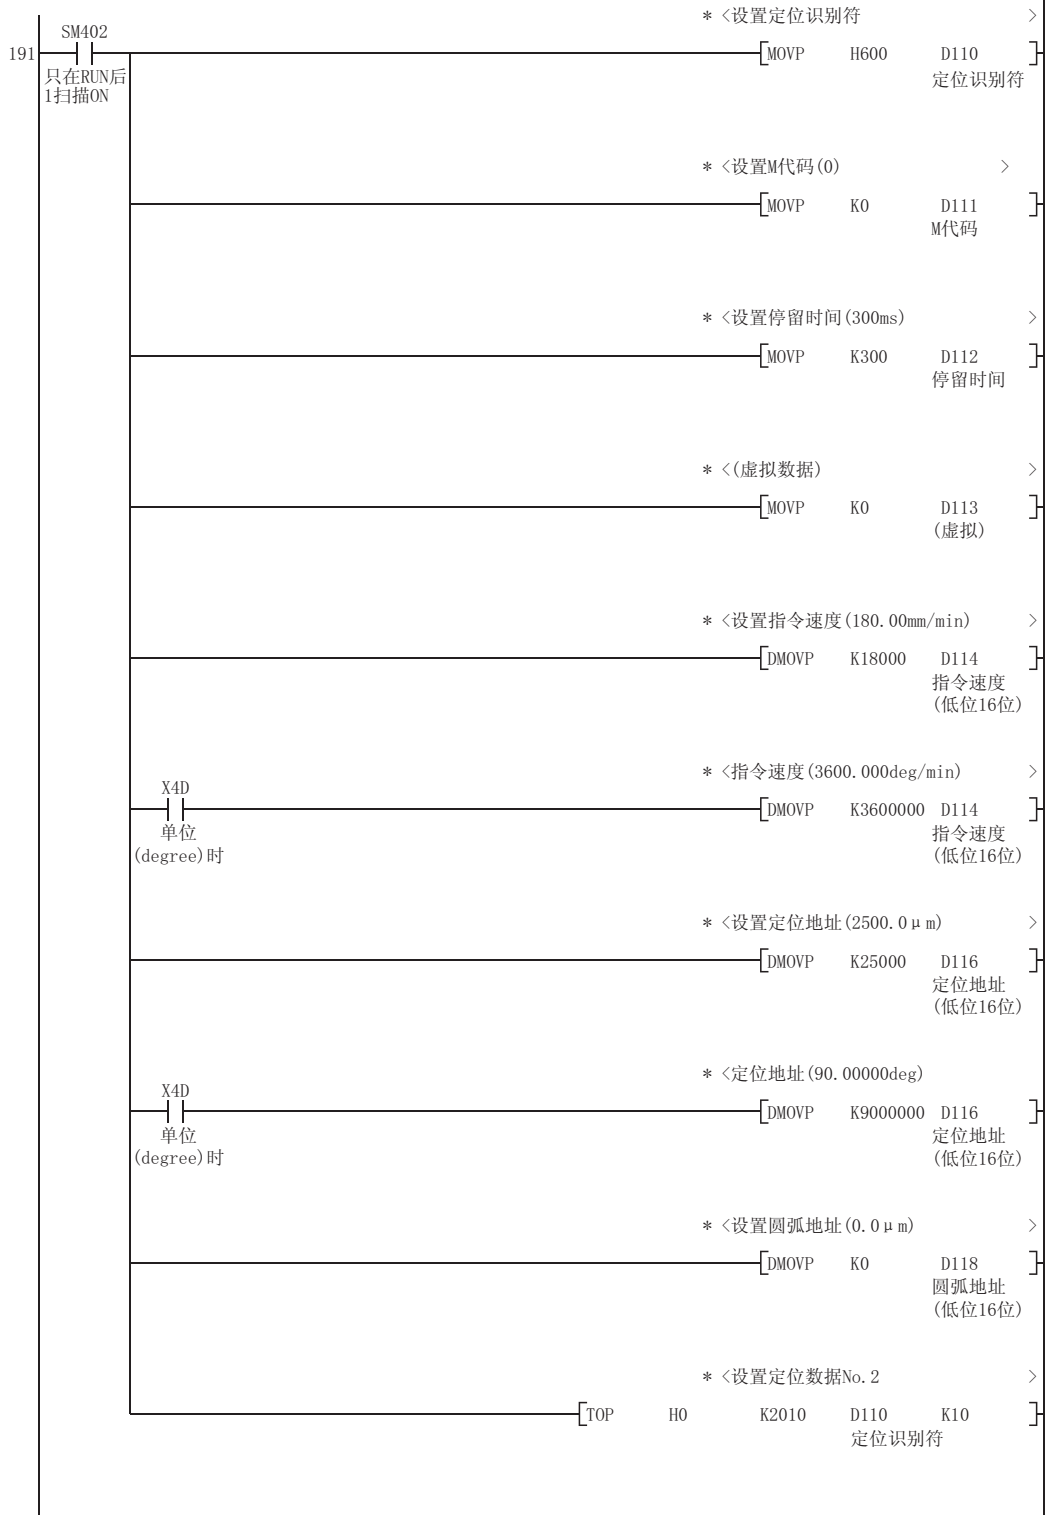 * <设置定位识别符 >
SM402
191
MOVP H600 D110
只在RUN后
1扫描ON
定位识别符
* <设置M代码(0) >
MOVP K0 D111
M代码
* <设置停留时间(300ms) >
MOVP K300 D112
停留时间
* <(虚拟数据) >
MOVP K0 D113
(虚拟)
* <设置指令速度(180.00mm/min) >
DMOVP K18000 D114
指令速度
(低位16位)
* <指令速度(3600.000deg/min) >
X4D
DMOVP K3600000 D114
单位
(degree)时
指令速度
(低位16位)
* <设置定位地址(2500.0μm) >
DMOVP K25000 D116
定位地址
(低位16位)
* <定位地址(90.00000deg)
X4D
DMOVP K9000000 D116
单位
(degree)时
定位地址
(低位16位)
* <设置圆弧地址(0.0μm) >
DMOVP K0 D118
圆弧地址
(低位16位)
* <设置定位数据No.2 >
TOP H0 K2010 D110 K10
定位识别符